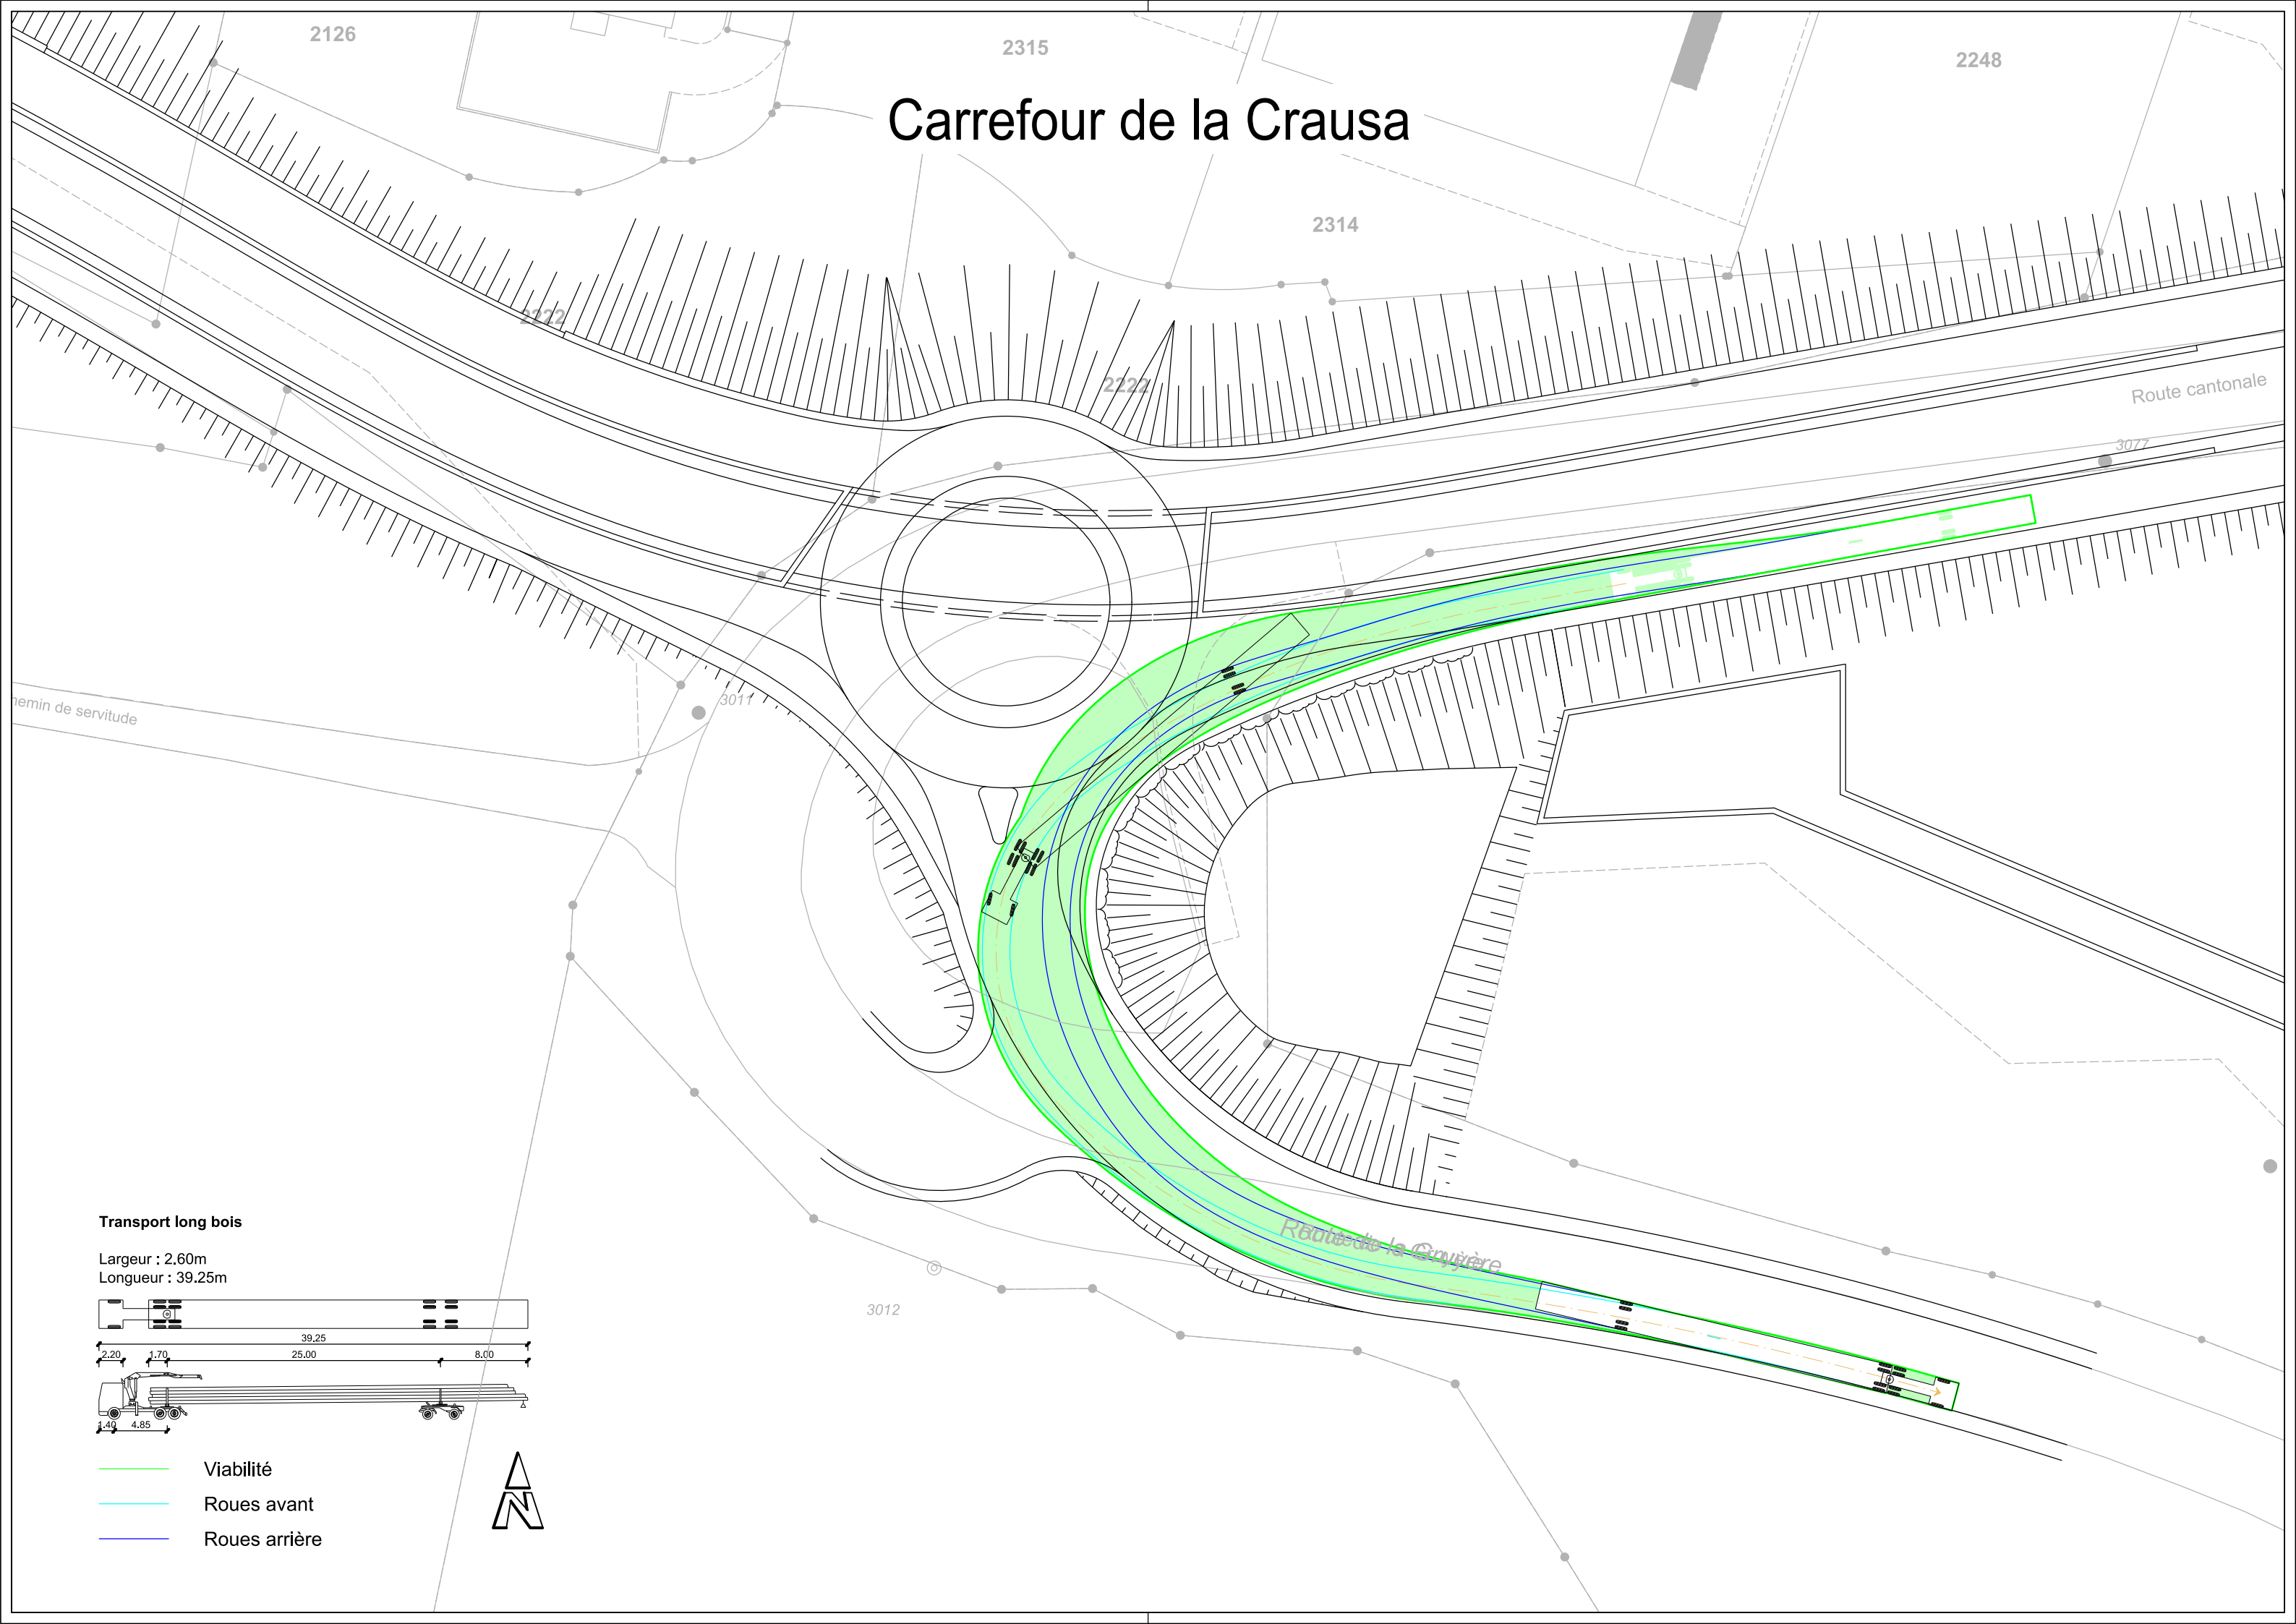 2126
2315
2248
Carrefour de la Crausa
2314
2222
2222
Route cantonale
3077
3011
hemin de servitude
Route de la Gruyère
3012
Transport long bois
Largeur : 2.60m
Longueur : 39.25m
39.25
2.20
1.70
25.00
8.00
1.40
4.85
Viabilité
Roues avant
Roues arrière
N